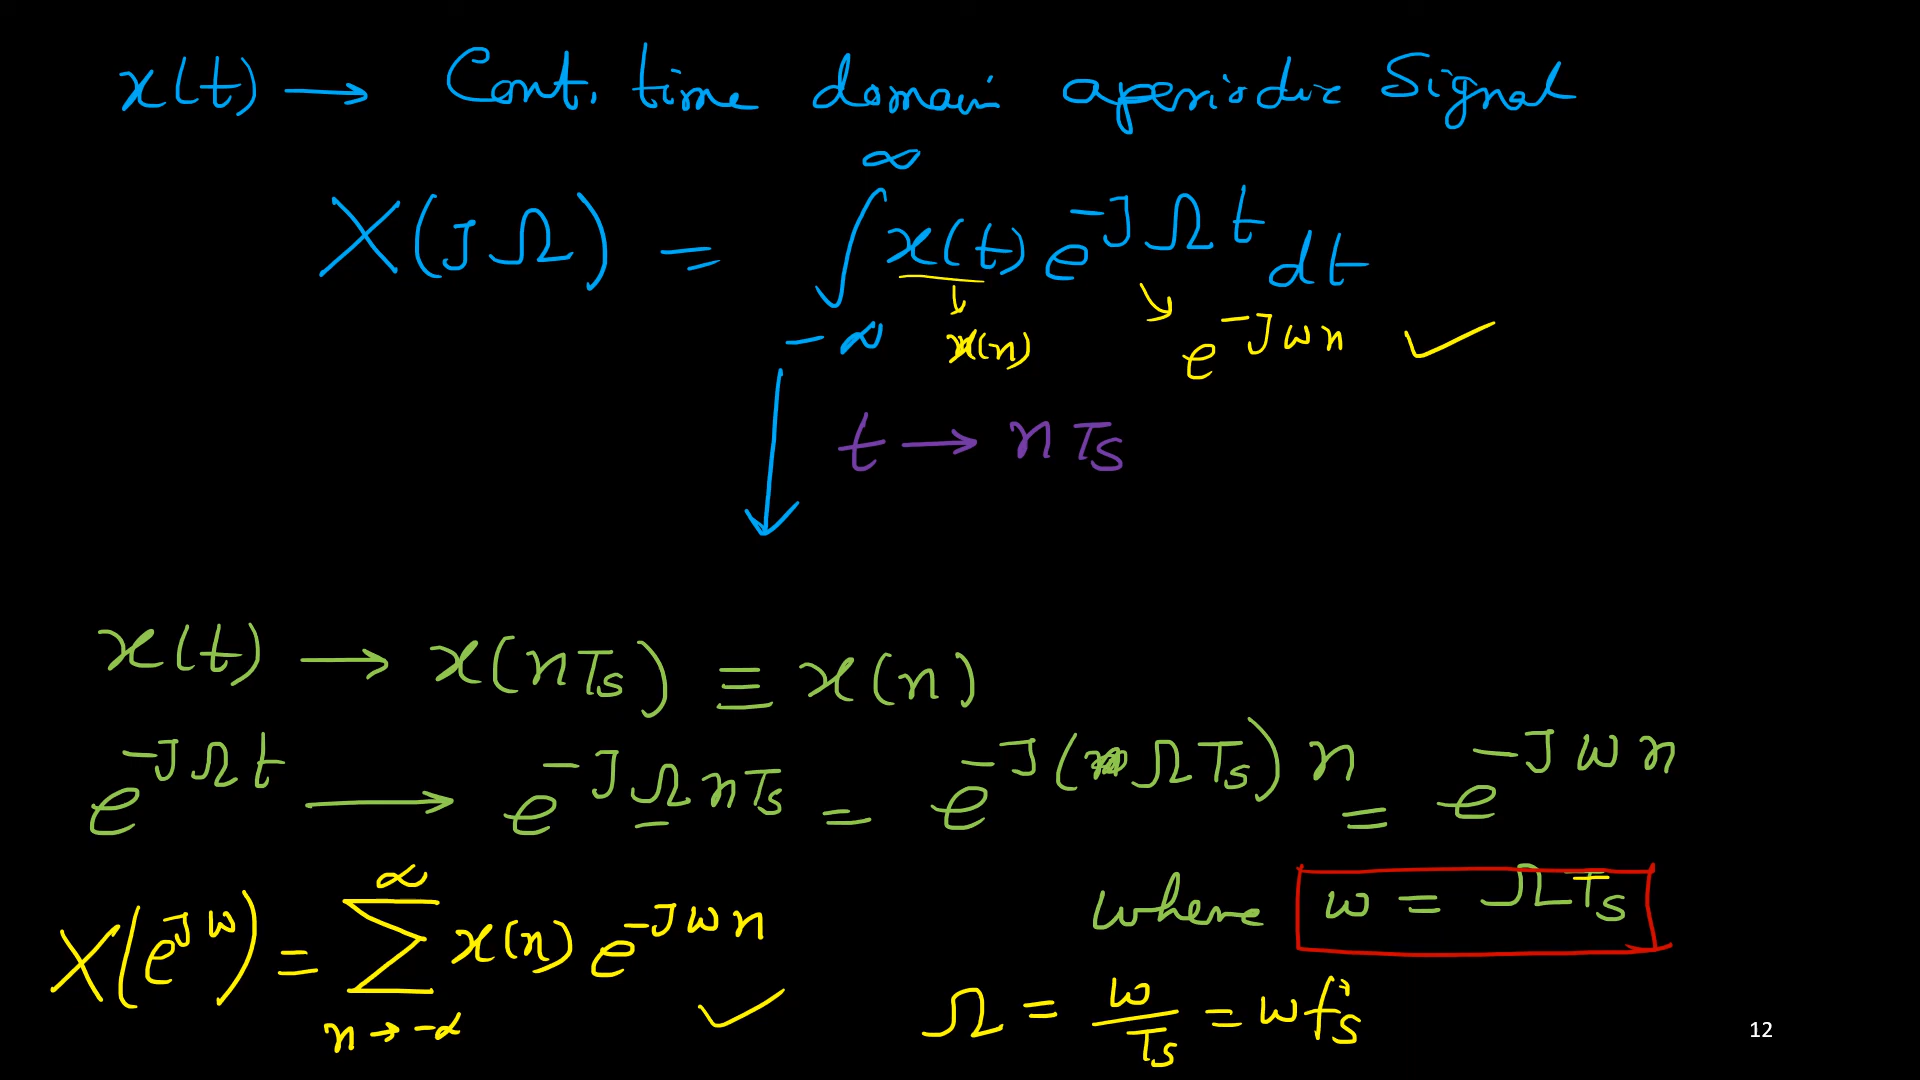 x(t) → Cont. time domain aperiodic Signal
X(JΩ) = ∫_{-∞}^{∞} x(t) e^{-JΩt} dt
x(n) e^{-Jωn} ✓
t → nTs
x(t) → x(nTs) ≡ x(n)
e^{-JΩt} → e^{-JΩnTs} = e^{-J(ΩTs)n} = e^{-Jωn}
where ω = ΩTs
X(e^{Jω}) = ∑_{n→-∞}^{∞} x(n) e^{-Jωn} ✓
Ω = ω/Ts = ωfs
12